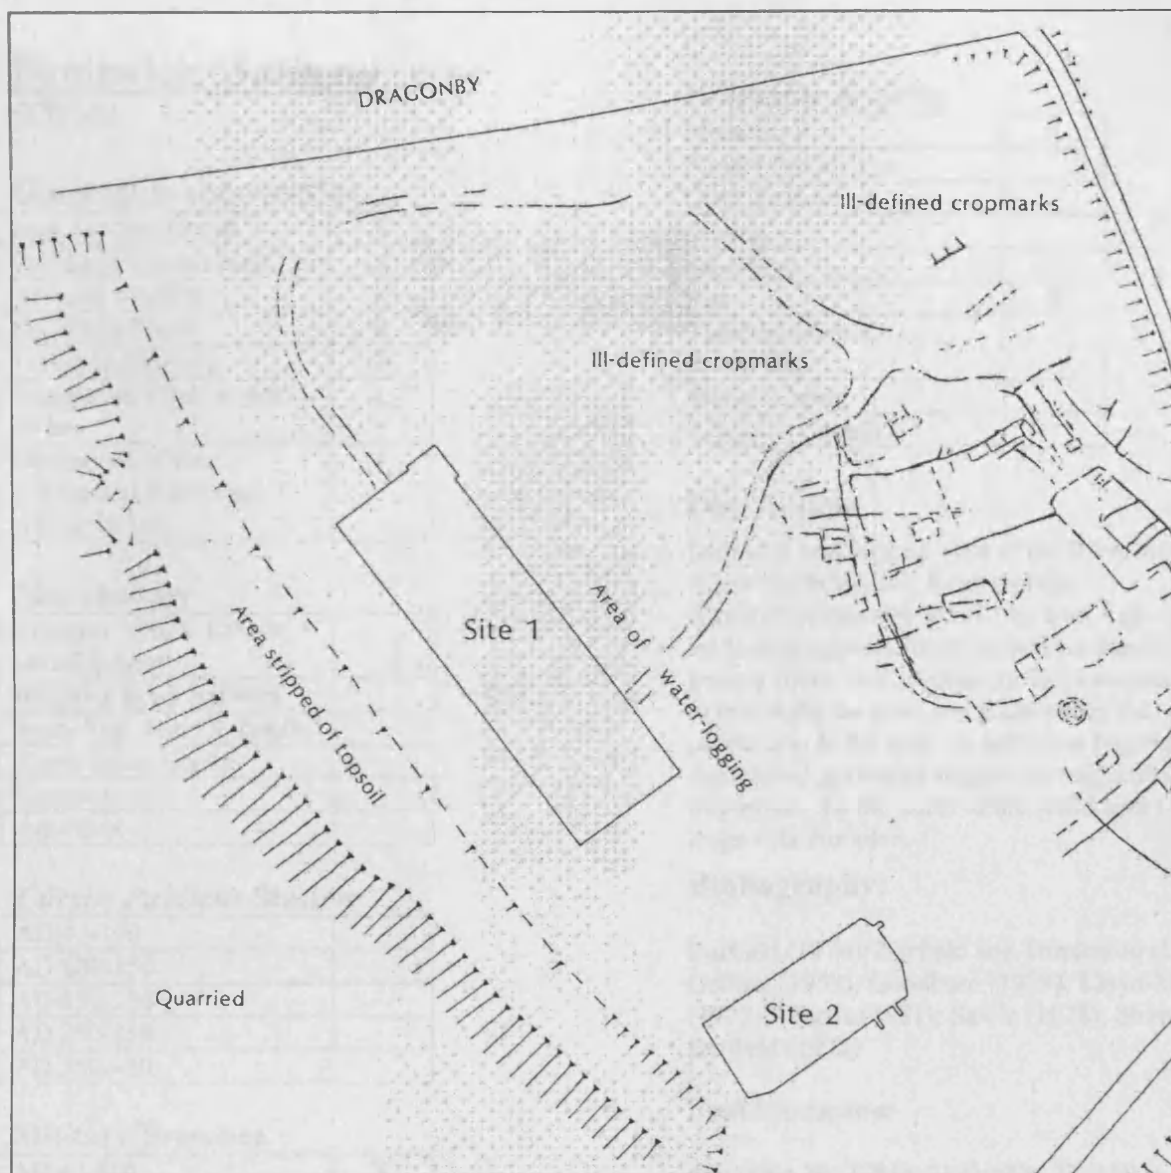 DRAGONBY
Ill-defined cropmarks
Ill-defined cropmarks
Site 1
Area of water-logging
Area stripped of topsoil
Quarried
Site 2